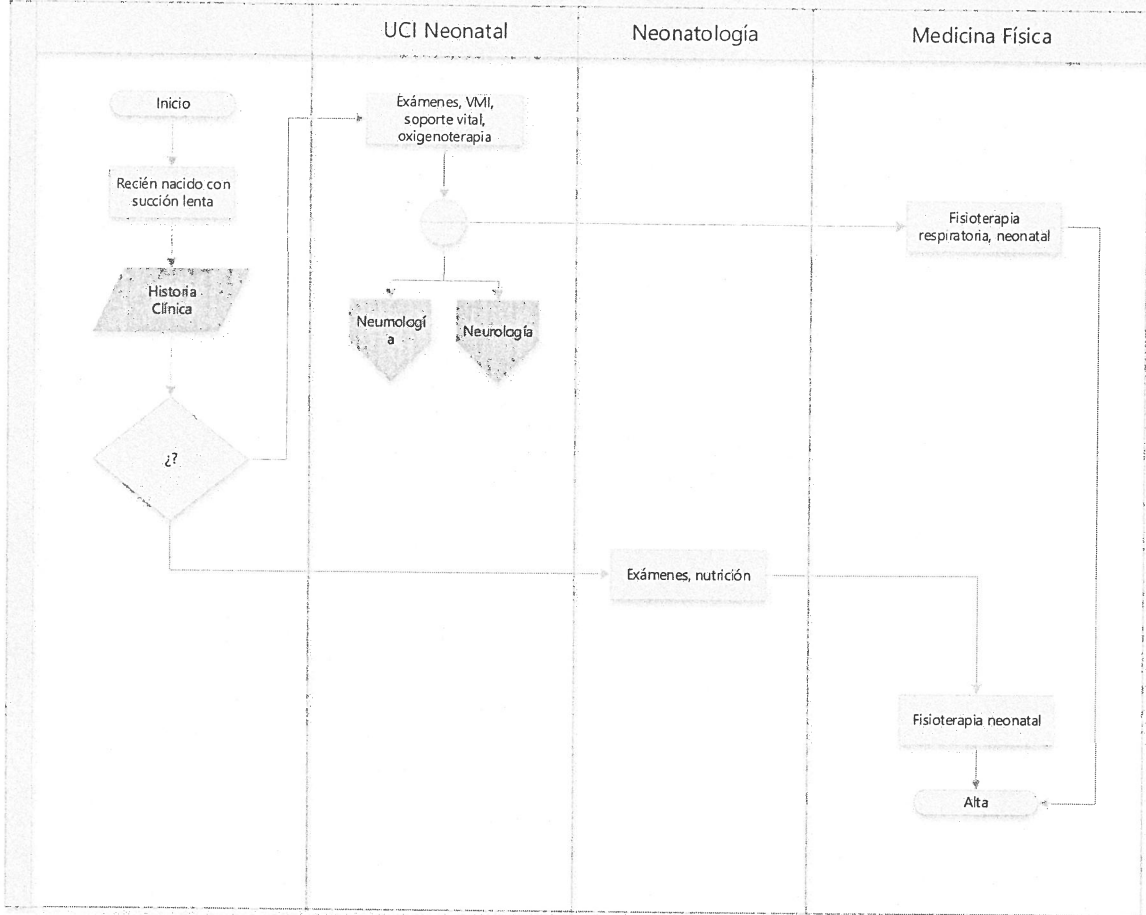 UCI Neonatal
Neonatología
Medicina Física
Inicio
Exámenes, VMI,
soporte vital,
oxigenoterapia
Recién nacido con
succión lenta
Fisioterapia
respiratoria, neonatal
Historia
Clínica
Neumologí
a
Neurología
¿?
Exámenes, nutrición
Fisioterapia neonatal
Alta